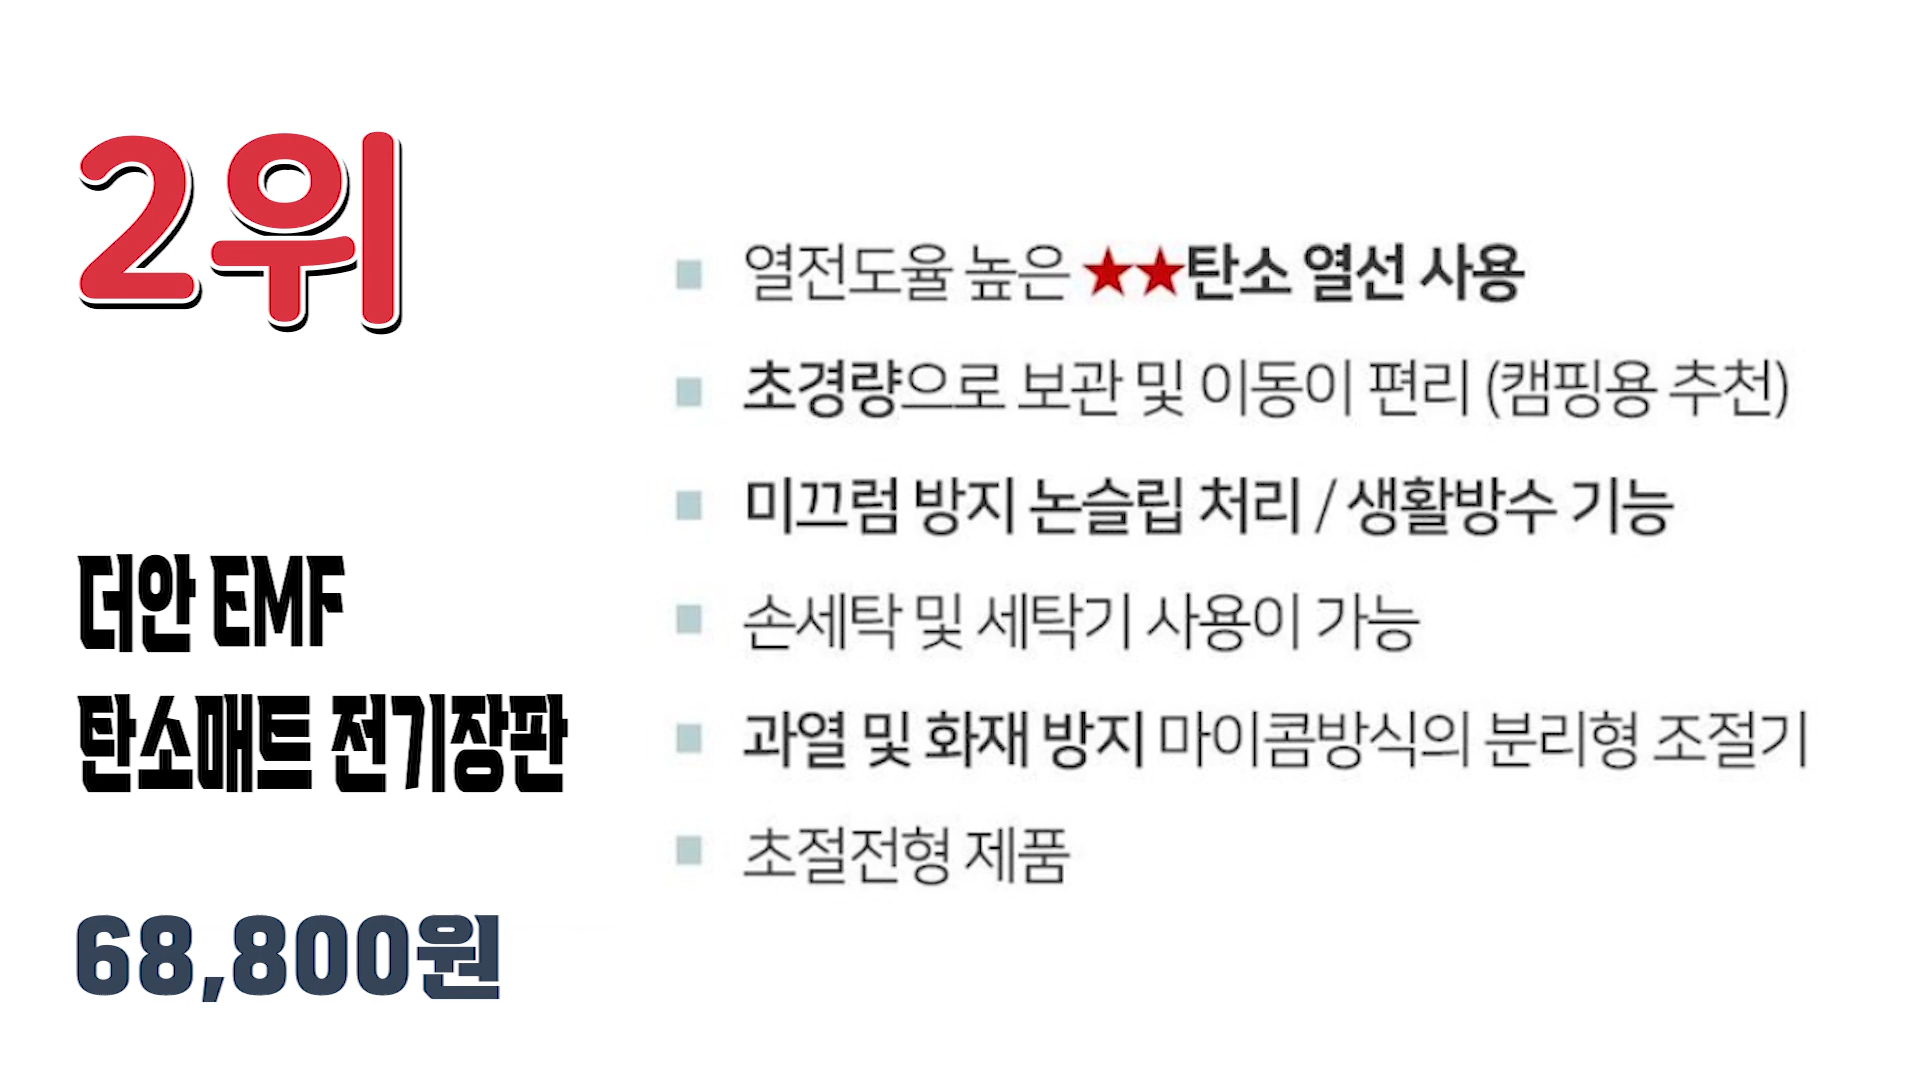 2위
더안 EMF
탄소매트 전기장판
68,800원
열전도율 높은 ★★탄소 열선 사용
초경량으로 보관 및 이동이 편리 (캠핑용 추천)
미끄럼 방지 논슬립 처리 / 생활방수 기능
손세탁 및 세탁기 사용이 가능
과열 및 화재 방지 마이콤방식의 분리형 조절기
초절전형 제품